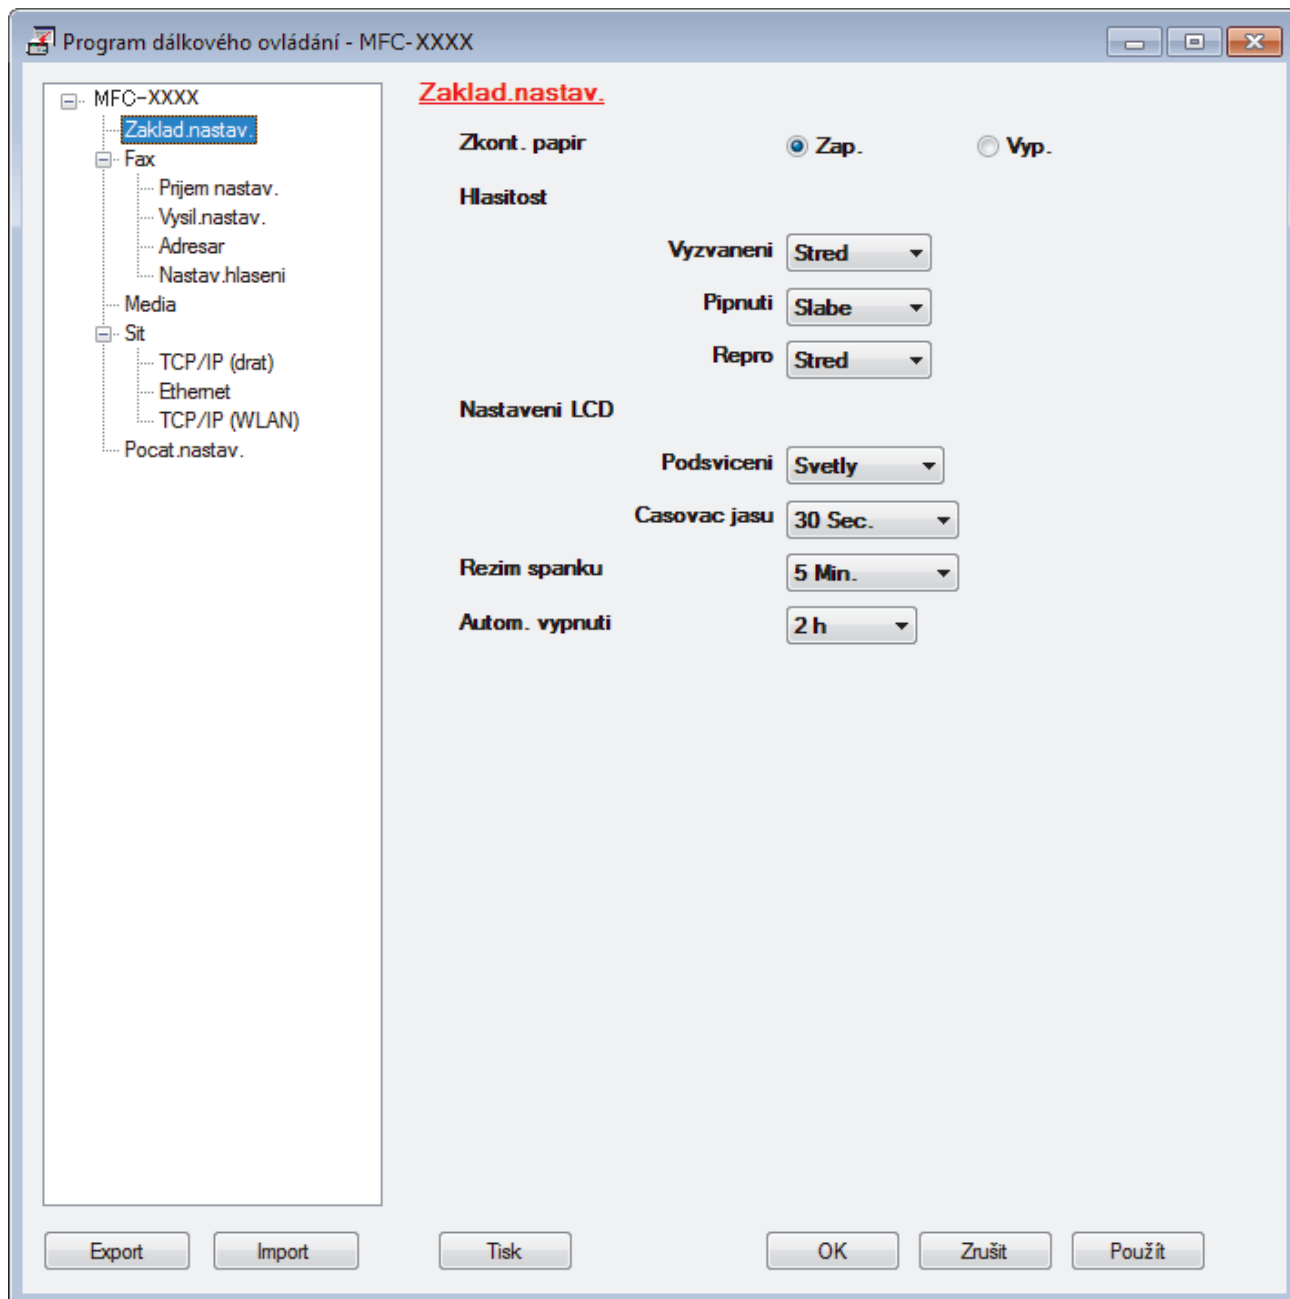 Program dálkového ovládání - MFC-XXXX
MFC-XXXX
Zaklad.nastav.
Fax
Prijem nastav.
Vysil.nastav.
Adresar
Nastav.hlaseni
Media
Sit
TCP/IP (drat)
Ethernet
TCP/IP (WLAN)
Pocat.nastav.
Zaklad.nastav.
Zkont. papir Zap. Vyp.
Hlasitost
Vyzvaneni Stred
Pipnuti Slabe
Repro Stred
Nastaveni LCD
Podsviceni Svetly
Casovac jasu 30 Sec.
Rezim spanku 5 Min.
Autom. vypnuti 2 h
Export Import Tisk OK Zrušit Použít